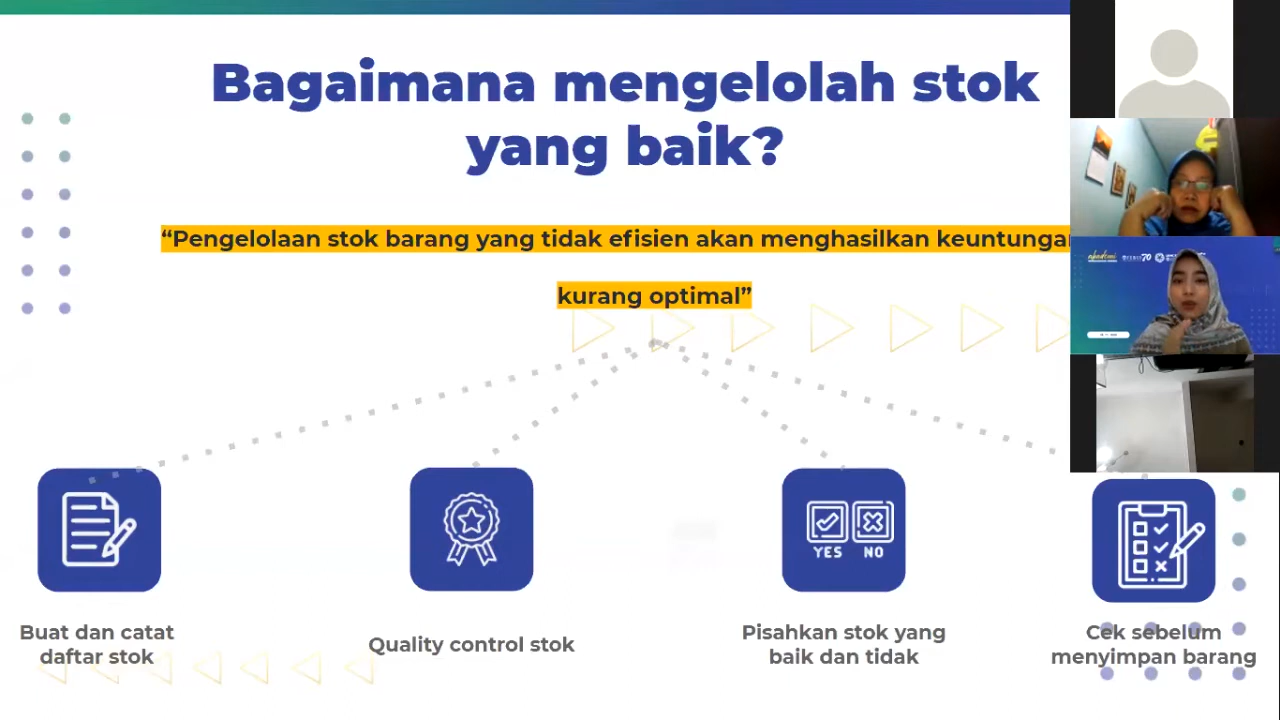 Bagaimana mengelolah stok
yang baik?
“Pengelolaan stok barang yang tidak efisien akan menghasilkan keuntungan
kurang optimal”
YES NO
Buat dan catat
daftar stok
Quality control stok
Pisahkan stok yang
baik dan tidak
Cek sebelum
menyimpan barang
70